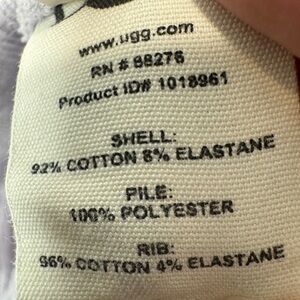 www.ugg.com
RN # 88276
Product ID# 1018961
SHELL:
92% COTTON 8% ELASTANE
PILE:
100% POLYESTER
RIB:
96% COTTON 4% ELASTANE